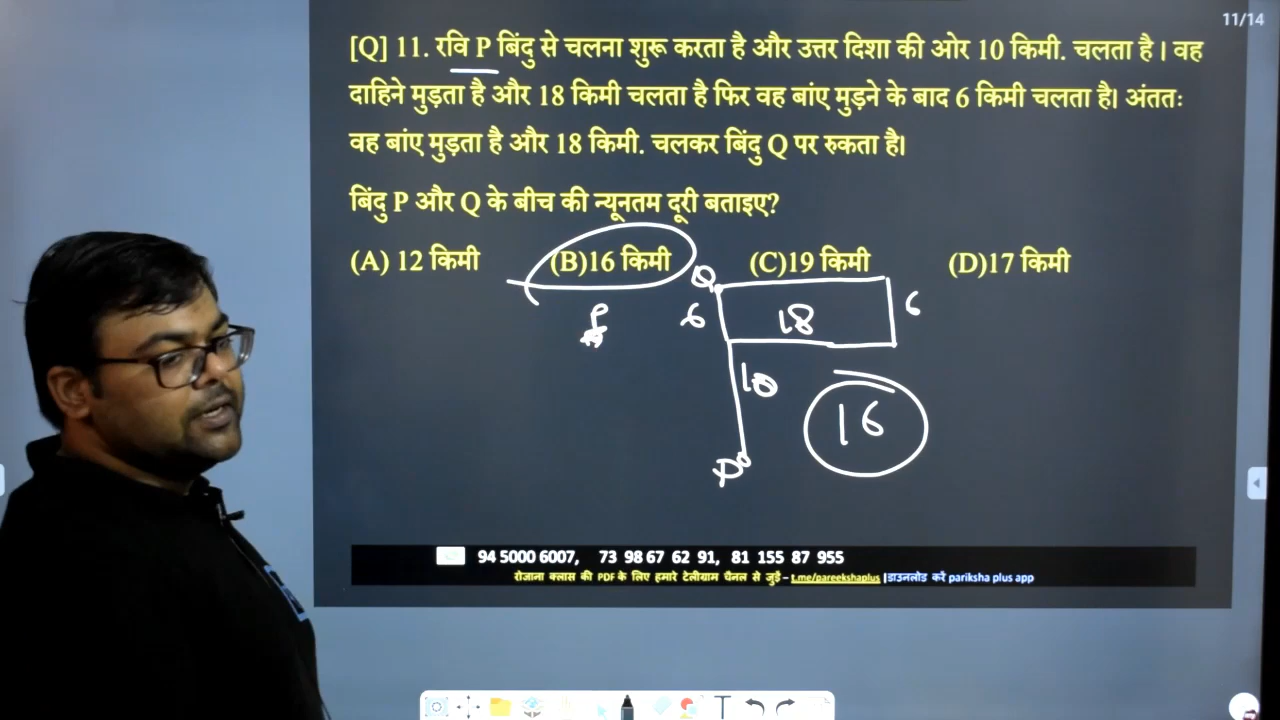 11/14
[Q] 11. रवि P बिंदु से चलना शुरू करता है और उत्तर दिशा की ओर 10 किमी. चलता है । वह
दाहिने मुड़ता है और 18 किमी चलता है फिर वह बांए मुड़ने के बाद 6 किमी चलता है। अंततः
वह बांए मुड़ता है और 18 किमी. चलकर बिंदु Q पर रुकता है।
बिंदु P और Q के बीच की न्यूनतम दूरी बताइए?
(A) 12 किमी (B)16 किमी (C)19 किमी (D)17 किमी
Q
6 18 6
10
16
P
94 5000 6007, 73 98 67 62 91, 81 155 87 955
रोजाना क्लास की PDF के लिए हमारे टेलीग्राम चैनल से जुड़ें – t.me/pareekshaplus |डाउनलोड करें pariksha plus app
T